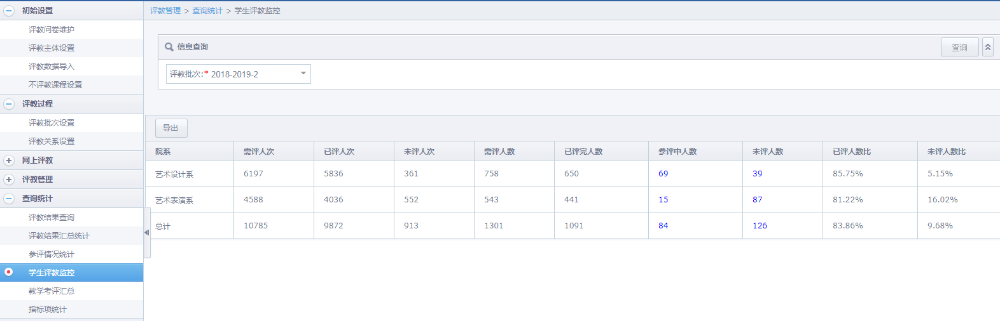 初始设置
评教问卷维护
评教主体设置
评教数据导入
不评教课程设置
评教过程
评教批次设置
评教关系设置
网上评教
评教管理
查询统计
评教结果查询
评教结果汇总统计
参评情况统计
学生评教监控
教学考评汇总
指标项统计
评教管理 > 查询统计 > 学生评教监控
信息查询 查询
评教批次:* 2018-2019-2
导出
院系 需评人次 已评人次 未评人次 需评人数 已评完人数 参评中人数 未评人数 已评人数比 未评人数比
艺术设计系 6197 5836 361 758 650 69 39 85.75% 5.15%
艺术表演系 4588 4036 552 543 441 15 87 81.22% 16.02%
总计 10785 9872 913 1301 1091 84 126 83.86% 9.68%